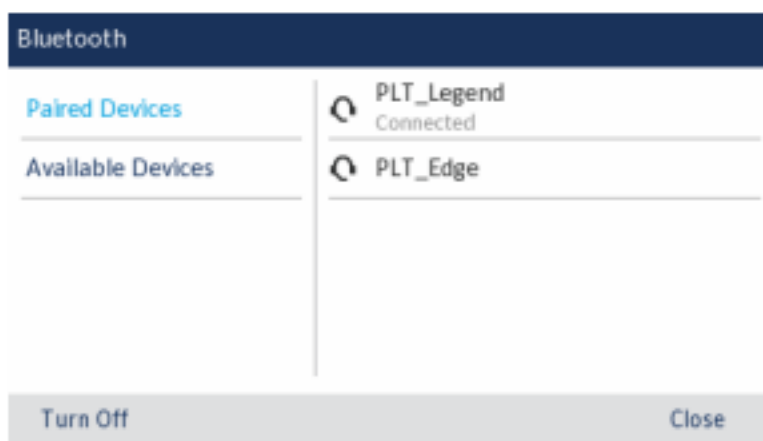 Bluetooth
Paired Devices
Available Devices
PLT_Legend
Connected
PLT_Edge
Turn Off
Close